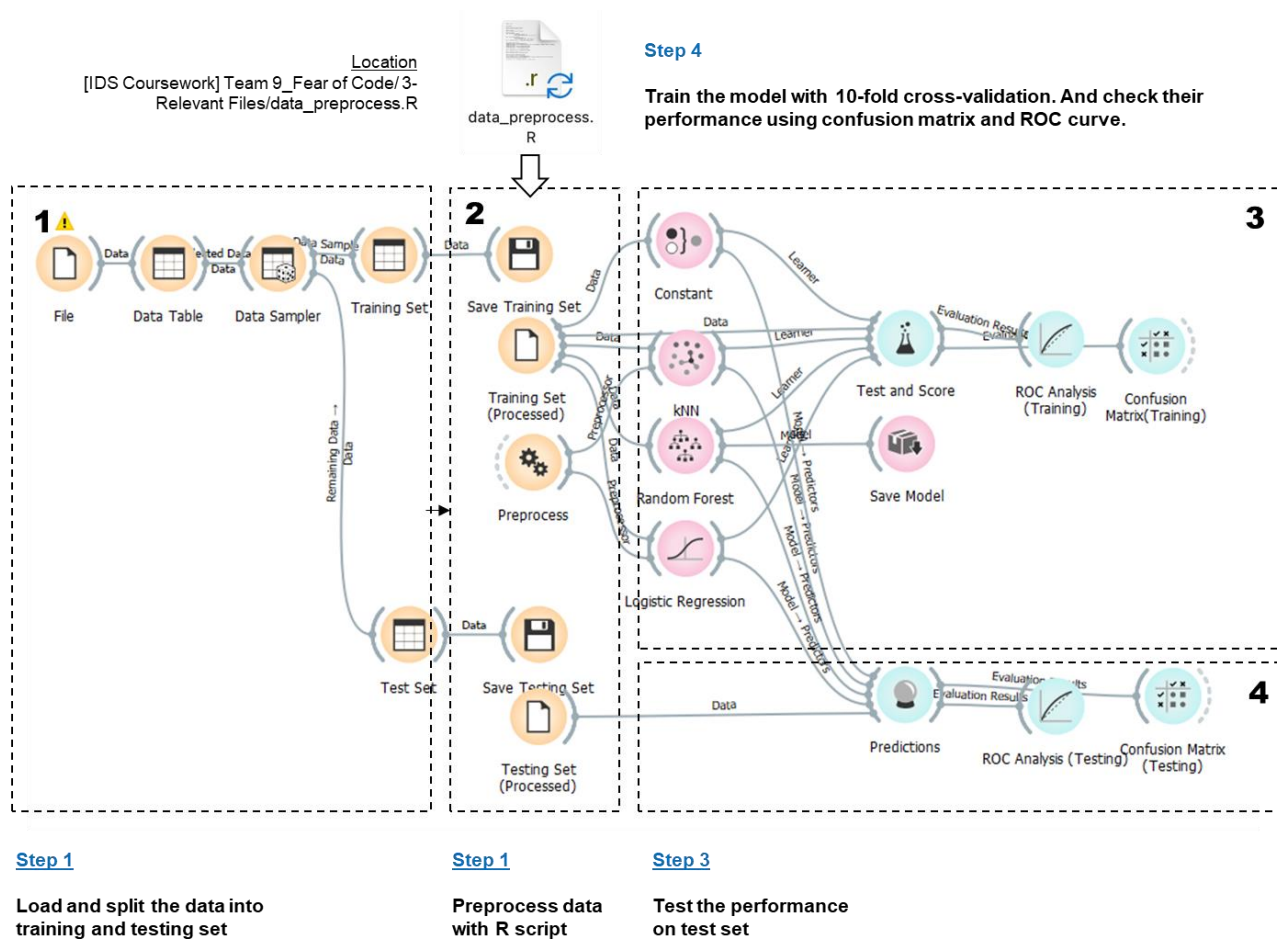 Location
[IDS Coursework] Team 9_Fear of Code/ 3-
Relevant Files/data_preprocess.R
.r
data_preprocess.
R
Step 4
Train the model with 10-fold cross-validation. And check their
performance using confusion matrix and ROC curve.
1
File
Data
Data Table
Data
Data Sampler
Data Sample
Data
Training Set
Remaining Data →
Data
Test Set
2
Data
Save Training Set
Training Set
(Processed)
Preprocess
Data
Save Testing Set
Testing Set
(Processed)
3
Data
Data
Data
Preprocessor
Data
Data
Preprocessor
Constant
kNN
Random Forest
Logistic Regression
Learner
Learner
Learner
Model
Model → Predictors
Model → Predictors
Model → Predictors
Model → Predictors
Test and Score
Save Model
Evaluation Results
ROC Analysis
(Training)
Confusion
Matrix(Training)
4
Data
Predictions
Evaluation Results
Evaluation Results
ROC Analysis (Testing)
Confusion Matrix
(Testing)
Step 1
Load and split the data into
training and testing set
Step 1
Preprocess data
with R script
Step 3
Test the performance
on test set